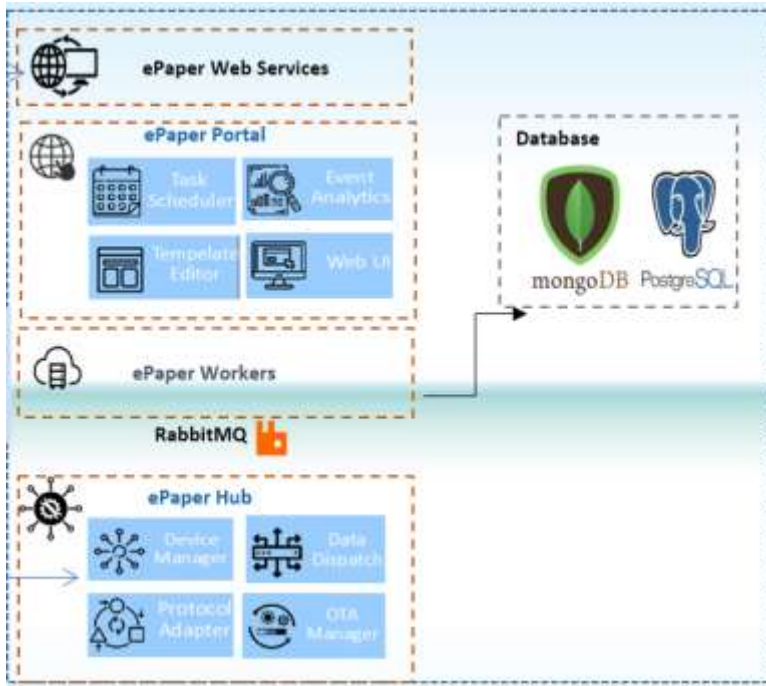 ePaper Web Services
ePaper Portal
Task
Scheduler
Event
Analytics
Tempelate
Editor
Web UI
Database
mongoDB
PostgreSQL
ePaper Workers
RabbitMQ
ePaper Hub
Device
Manager
Data
Dispatch
Protocol
Adapter
OTA
Manager